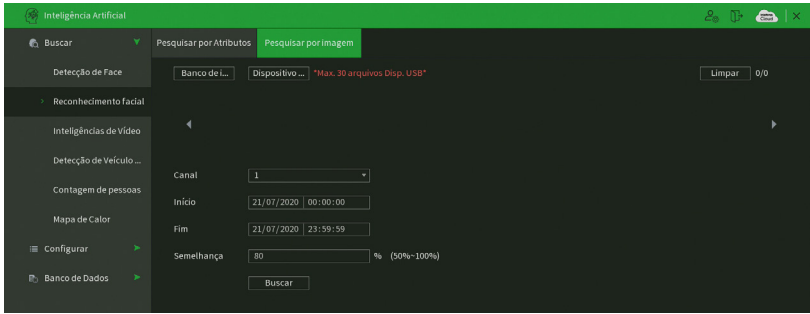 Inteligência Artificial
Cloud
Buscar
Pesquisar por Atributos
Pesquisar por imagem
Detecção de Face
Banco de i...
Dispositivo ...
*Max. 30 arquivos Disp. USB*
Limpar
0/0
Reconhecimento facial
Inteligências de Vídeo
Detecção de Veículo ...
Canal
1
Contagem de pessoas
Início
21/07/2020 00:00:00
Mapa de Calor
Fim
21/07/2020 23:59:59
Configurar
Semelhança
80
% (50%~100%)
Banco de Dados
Buscar